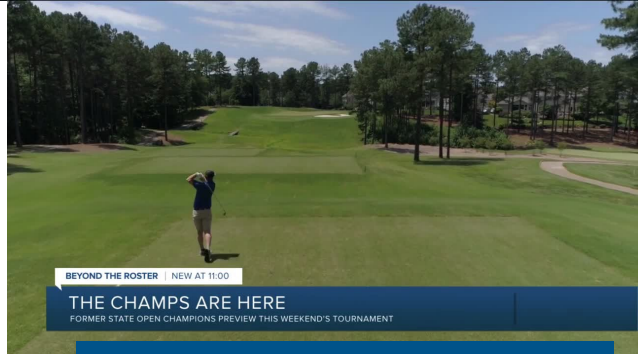 BEYOND THE ROSTER | NEW AT 11:00
THE CHAMPS ARE HERE
FORMER STATE OPEN CHAMPIONS PREVIEW THIS WEEKEND'S TOURNAMENT